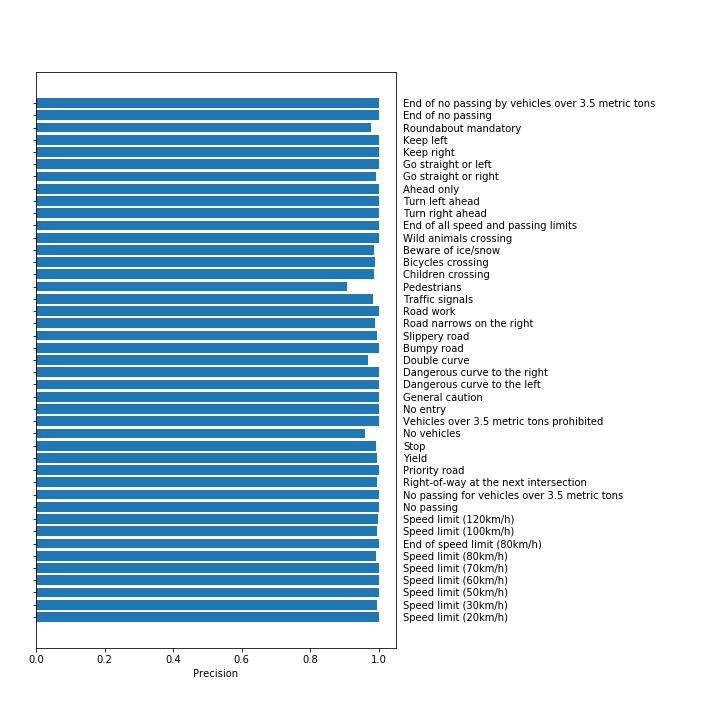 End of no passing by vehicles over 3.5 metric tons
End of no passing
Roundabout mandatory
Keep left
Keep right
Go straight or left
Go straight or right
Ahead only
Turn left ahead
Turn right ahead
End of all speed and passing limits
Wild animals crossing
Beware of ice/snow
Bicycles crossing
Children crossing
Pedestrians
Traffic signals
Road work
Road narrows on the right
Slippery road
Bumpy road
Double curve
Dangerous curve to the right
Dangerous curve to the left
General caution
No entry
Vehicles over 3.5 metric tons prohibited
No vehicles
Stop
Yield
Priority road
Right-of-way at the next intersection
No passing for vehicles over 3.5 metric tons
No passing
Speed limit (120km/h)
Speed limit (100km/h)
End of speed limit (80km/h)
Speed limit (80km/h)
Speed limit (70km/h)
Speed limit (60km/h)
Speed limit (50km/h)
Speed limit (30km/h)
Speed limit (20km/h)
0.0 0.2 0.4 0.6 0.8 1.0
Precision